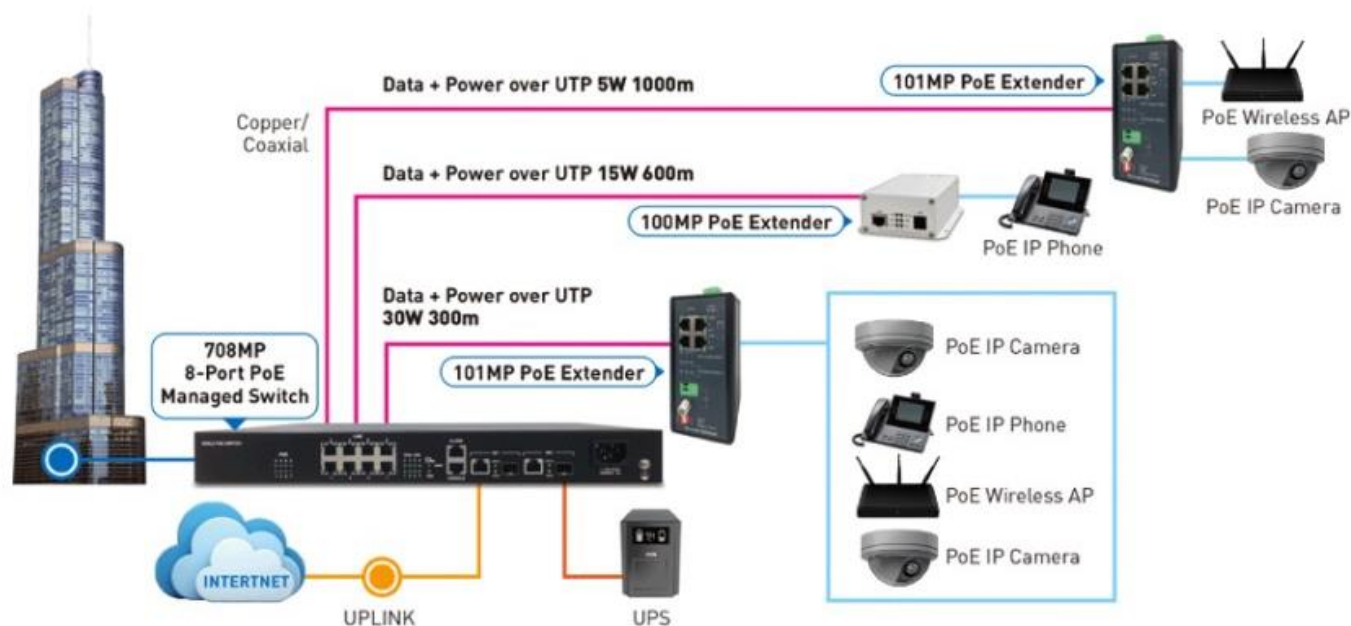 Data + Power over UTP 5W 1000m
101MP PoE Extender
PoE Wireless AP
Copper/
Coaxial
PoE IP Camera
Data + Power over UTP 15W 600m
100MP PoE Extender
PoE IP Phone
Data + Power over UTP
30W 300m
101MP PoE Extender
708MP
8-Port PoE
Managed Switch
PoE IP Camera
PoE IP Phone
PoE Wireless AP
PoE IP Camera
INTERTNET
UPLINK
UPS